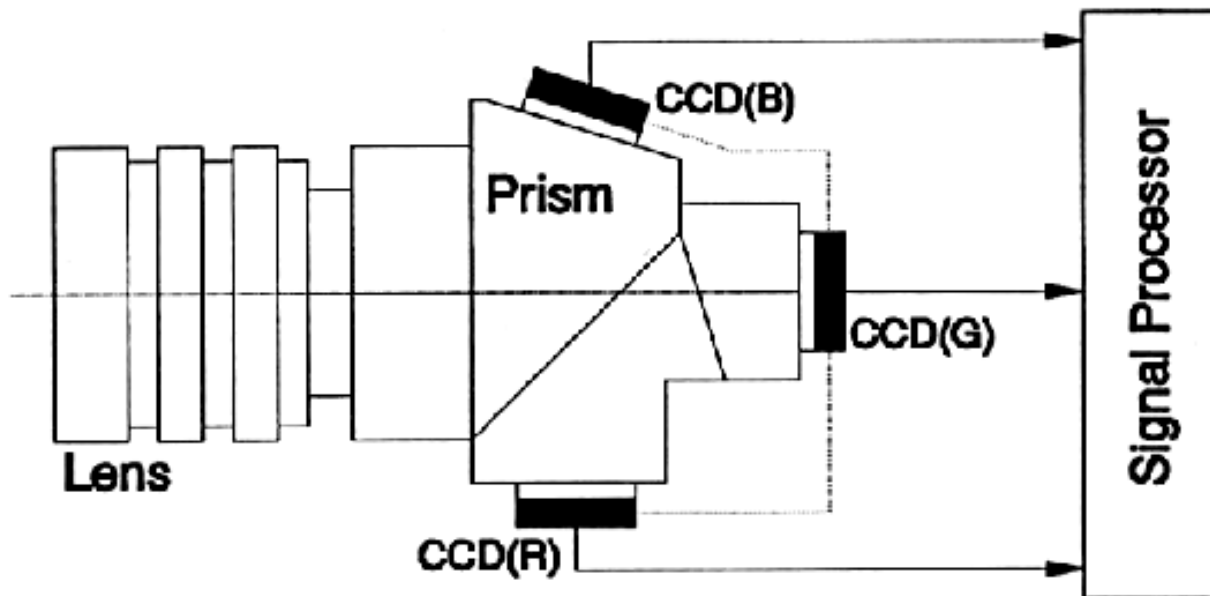 CCD(B)
Prism
CCD(G)
Lens
CCD(R)
Signal Processor